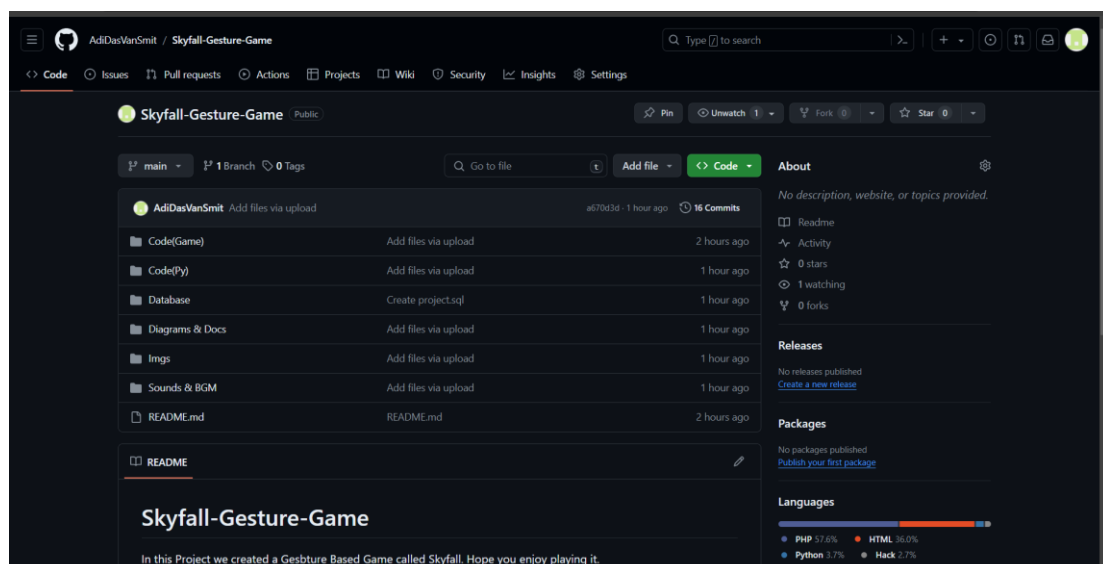 AdiDasVanSmit / Skyfall-Gesture-Game
Type / to search
Code Issues Pull requests Actions Projects Wiki Security Insights Settings
Skyfall-Gesture-Game Public
Pin Unwatch 1 Fork 0 Star 0
main 1 Branch 0 Tags
Go to file t
Add file Code
AdiDasVanSmit Add files via upload a670d3d · 1 hour ago 16 Commits
Code(Game) Add files via upload 2 hours ago
Code(Py) Add files via upload 1 hour ago
Database Create project.sql 1 hour ago
Diagrams & Docs Add files via upload 1 hour ago
Imgs Add files via upload 1 hour ago
Sounds & BGM Add files via upload 1 hour ago
README.md README.md 2 hours ago
README
Skyfall-Gesture-Game
In this Project we created a Gesbture Based Game called Skyfall. Hope you enjoy playing it.
About
No description, website, or topics provided.
Readme
Activity
0 stars
1 watching
0 forks
Releases
No releases published
Create a new release
Packages
No packages published
Publish your first package
Languages
PHP 57.6% HTML 36.0%
Python 3.7% Hack 2.7%